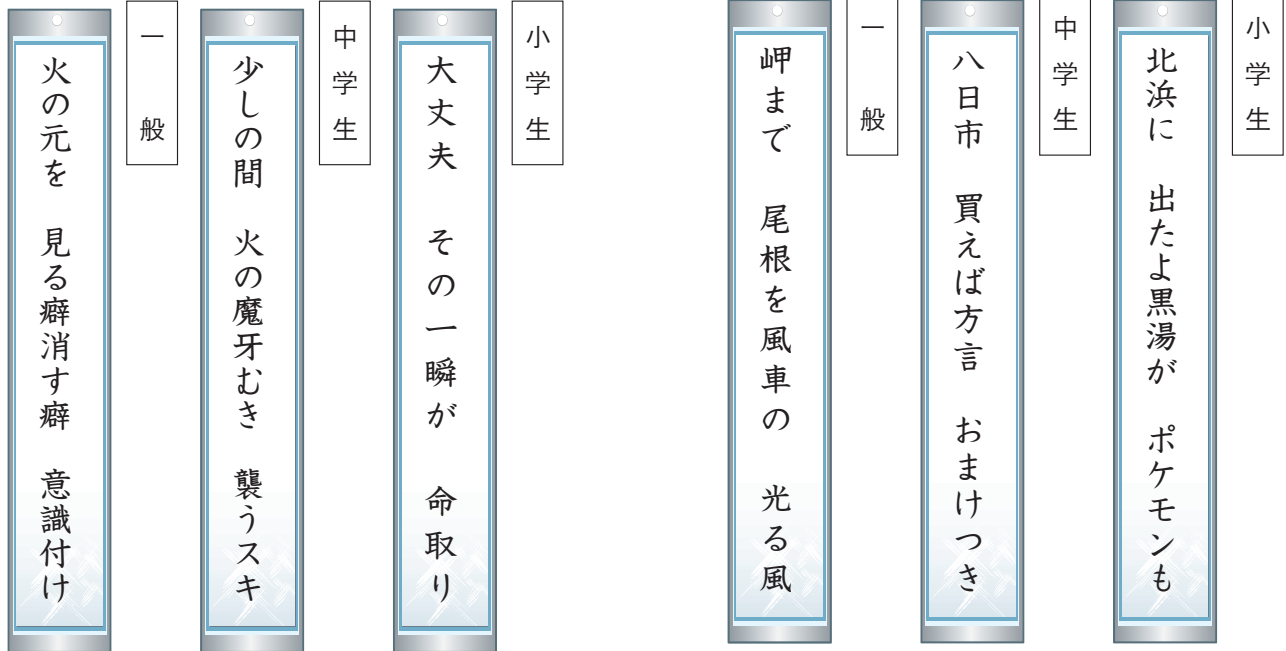 小学生
北浜に 出たよ黒湯が ポケモンも
中学生
八日市 買えば方言 おまけつき
一般
岬まで 尾根を風車の 光る風
小学生
大丈夫 その一瞬が 命取り
中学生
少しの間 火の魔牙むき 襲うスキ
一般
火の元を 見る癖消す癖 意識付け